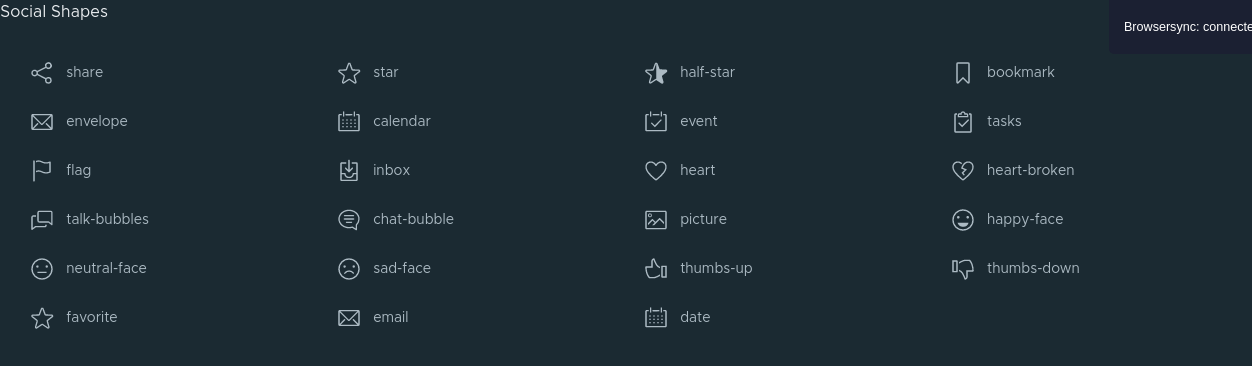 Social Shapes
Browsersync: connecte
share
star
half-star
bookmark
envelope
calendar
event
tasks
flag
inbox
heart
heart-broken
talk-bubbles
chat-bubble
picture
happy-face
neutral-face
sad-face
thumbs-up
thumbs-down
favorite
email
date